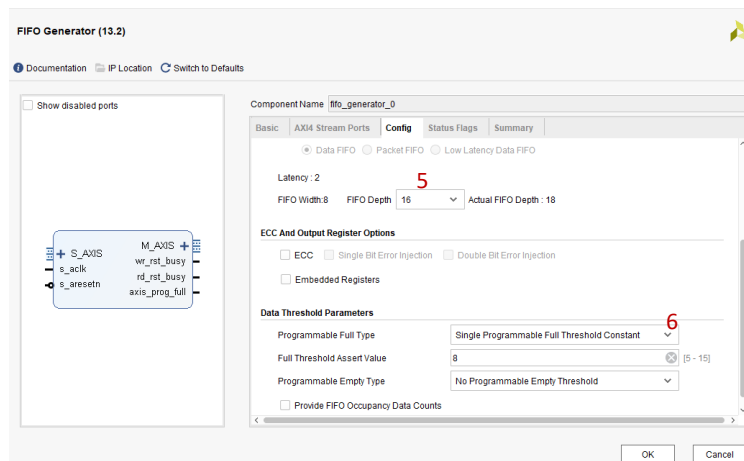 FIFO Generator (13.2)
Documentation IP Location Switch to Defaults
Show disabled ports
S_AXIS
s_aclk
s_aresetn
M_AXIS
wr_rst_busy
rd_rst_busy
axis_prog_full
Component Name fifo_generator_0
Basic AXI4 Stream Ports Config Status Flags Summary
Data FIFO Packet FIFO Low Latency Data FIFO
Latency : 2
5
FIFO Width:8 FIFO Depth 16 Actual FIFO Depth : 18
ECC And Output Register Options
ECC Single Bit Error Injection Double Bit Error Injection
Embedded Registers
Data Threshold Parameters
6
Programmable Full Type Single Programmable Full Threshold Constant
Full Threshold Assert Value 8 [5 - 15]
Programmable Empty Type No Programmable Empty Threshold
Provide FIFO Occupancy Data Counts
OK Cancel